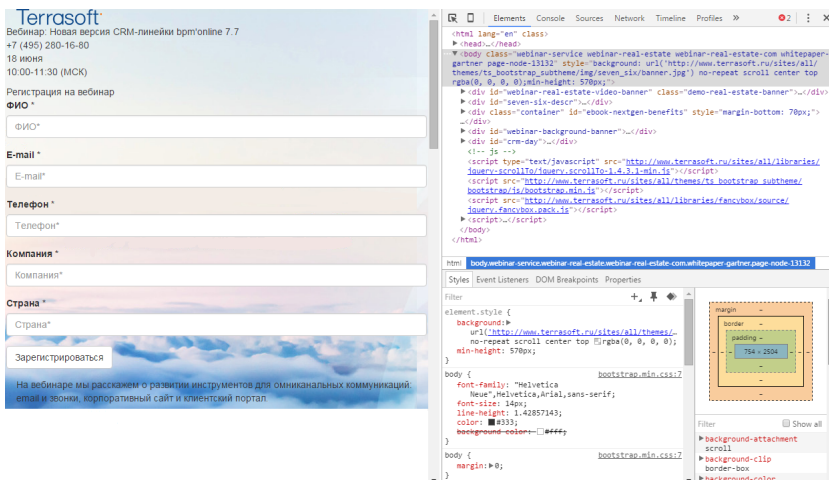 Terrasoft
Вебинар: Новая версия CRM-линейки bpm'online 7.7
+7 (495) 280-16-80
18 июня
10:00-11:30 (МСК)
Регистрация на вебинар
ФИО *
ФИО*
E-mail *
E-mail*
Телефон *
Телефон*
Компания *
Компания*
Страна *
Страна*
Зарегистрироваться
На вебинаре мы расскажем о развитии инструментов для омниканальных коммуникаций:
email и звонки, корпоративный сайт и клиентский портал.
Elements Console Sources Network Timeline Profiles » 2
<html lang="en" class>
<head>…</head>
<body class="webinar-service webinar-real-estate webinar-real-estate-com whitepaper-
gartner page-node-13132" style="background: url('http://www.terrasoft.ru/sites/all/
themes/ts_bootstrap_subtheme/img/seven_six/banner.jpg') no-repeat scroll center top
rgba(0, 0, 0, 0);min-height: 570px;">
<div id="webinar-real-estate-video-banner" class="demo-real-estate-banner">…</div>
<div id="seven-six-descr">…</div>
<div class="container" id="ebook-nextgen-benefits" style="margin-bottom: 70px;">
…</div>
<div id="webinar-background-banner">…</div>
<div id="crm-day">…</div>
<!-- js -->
<script type="text/javascript" src="http://www.terrasoft.ru/sites/all/libraries/
jquery-scrollTo/jquery.scrollTo-1.4.3.1-min.js"></script>
<script src="http://www.terrasoft.ru/sites/all/themes/ts_bootstrap_subtheme/
bootstrap/js/bootstrap.min.js"></script>
<script src="http://www.terrasoft.ru/sites/all/libraries/fancybox/source/
jquery.fancybox.pack.js"></script>
<script>…</script>
</body>
</html>
html body.webinar-service.webinar-real-estate.webinar-real-estate-com.whitepaper-gartner.page-node-13132
Styles Event Listeners DOM Breakpoints Properties
Filter
element.style {
background:
url('http://www.terrasoft.ru/sites/all/themes/…
no-repeat scroll center top rgba(0, 0, 0, 0);
min-height: 570px;
}
body { bootstrap.min.css:7
font-family: "Helvetica
Neue",Helvetica,Arial,sans-serif;
font-size: 14px;
line-height: 1.42857143;
color: #333;
background-color: #fff;
}
body { bootstrap.min.css:7
margin: 0;
}
margin -
border -
padding -
- - - 754 × 2504 - - -
-
-
-
Filter Show all
background-attachment
scroll
background-clip
border-box
background-color